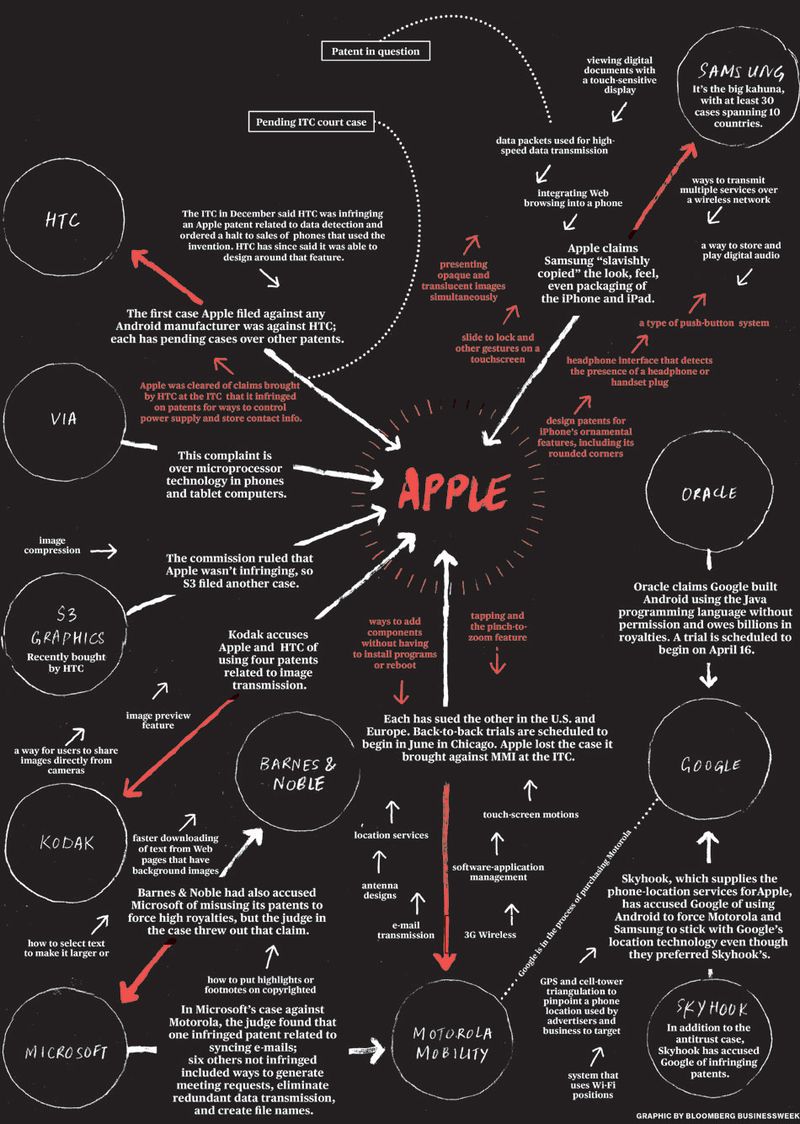 Patent in question
Pending ITC court case
viewing digital
documents with
a touch-sensitive
display
SAMSUNG
It's the big kahuna,
with at least 30
cases spanning 10
countries.
data packets used for high-
speed data transmission
integrating Web
browsing into a phone
ways to transmit
multiple services over
a wireless network
a way to store and
play digital audio
HTC
The ITC in December said HTC was infringing
an Apple patent related to data detection and
ordered a halt to sales of phones that used the
invention. HTC has since said it was able to
design around that feature.
Apple claims
Samsung “slavishly
copied” the look, feel,
even packaging of
the iPhone and iPad.
presenting
opaque and
translucent images
simultaneously
slide to lock and
other gestures on a
touchscreen
a type of push-button system
headphone interface that detects
the presence of a headphone or
handset plug
design patents for
iPhone's ornamental
features, including its
rounded corners
The first case Apple filed against any
Android manufacturer was against HTC;
each has pending cases over other patents.
Apple was cleared of claims brought
by HTC at the ITC that it infringed
on patents for ways to control
power supply and store contact info.
VIA
This complaint is
over microprocessor
technology in phones
and tablet computers.
APPLE
ORACLE
image
compression
The commission ruled that
Apple wasn't infringing, so
S3 filed another case.
S3
GRAPHICS
Recently bought
by HTC
Oracle claims Google built
Android using the Java
programming language without
permission and owes billions in
royalties. A trial is scheduled to
begin on April 16.
Kodak accuses
Apple and HTC of
using four patents
related to image
transmission.
ways to add
components
without having
to install programs
or reboot
tapping and
the pinch-to-
zoom feature
image preview
feature
a way for users to share
images directly from
cameras
Each has sued the other in the U.S. and
Europe. Back-to-back trials are scheduled to
begin in June in Chicago. Apple lost the case it
brought against MMI at the ITC.
BARNES &
NOBLE
GOOGLE
KODAK
faster downloading
of text from Web
pages that have
background images
location services
touch-screen motions
antenna
designs
software-application
management
e-mail
transmission
3G Wireless
Google is in the process of purchasing Motorola
Barnes & Noble had also accused
Microsoft of misusing its patents to
force high royalties, but the judge in
the case threw out that claim.
how to select text
to make it larger or
how to put highlights or
footnotes on copyrighted
Skyhook, which supplies the
phone-location services forApple,
has accused Google of using
Android to force Motorola and
Samsung to stick with Google's
location technology even though
they preferred Skyhook's.
GPS and cell-tower
triangulation to
pinpoint a phone
location used by
advertisers and
business to target
system that
uses Wi-Fi
positions
SKYHOOK
In addition to the
antitrust case,
Skyhook has accused
Google of infringing
patents.
MICROSOFT
In Microsoft's case against
Motorola, the judge found that
one infringed patent related to
syncing e-mails;
six others not infringed
included ways to generate
meeting requests, eliminate
redundant data transmission,
and create file names.
MOTOROLA
MOBILITY
GRAPHIC BY BLOOMBERG BUSINESSWEEK